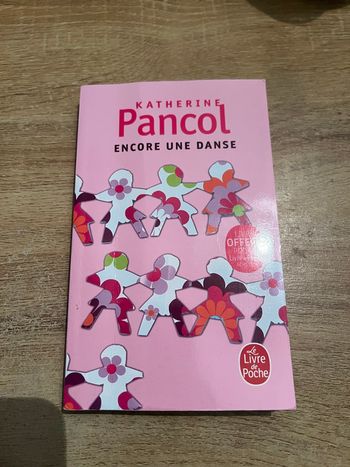 KATHERINE
Pancol
ENCORE UNE DANSE
OFFERT
Le
Livre
de
Poche